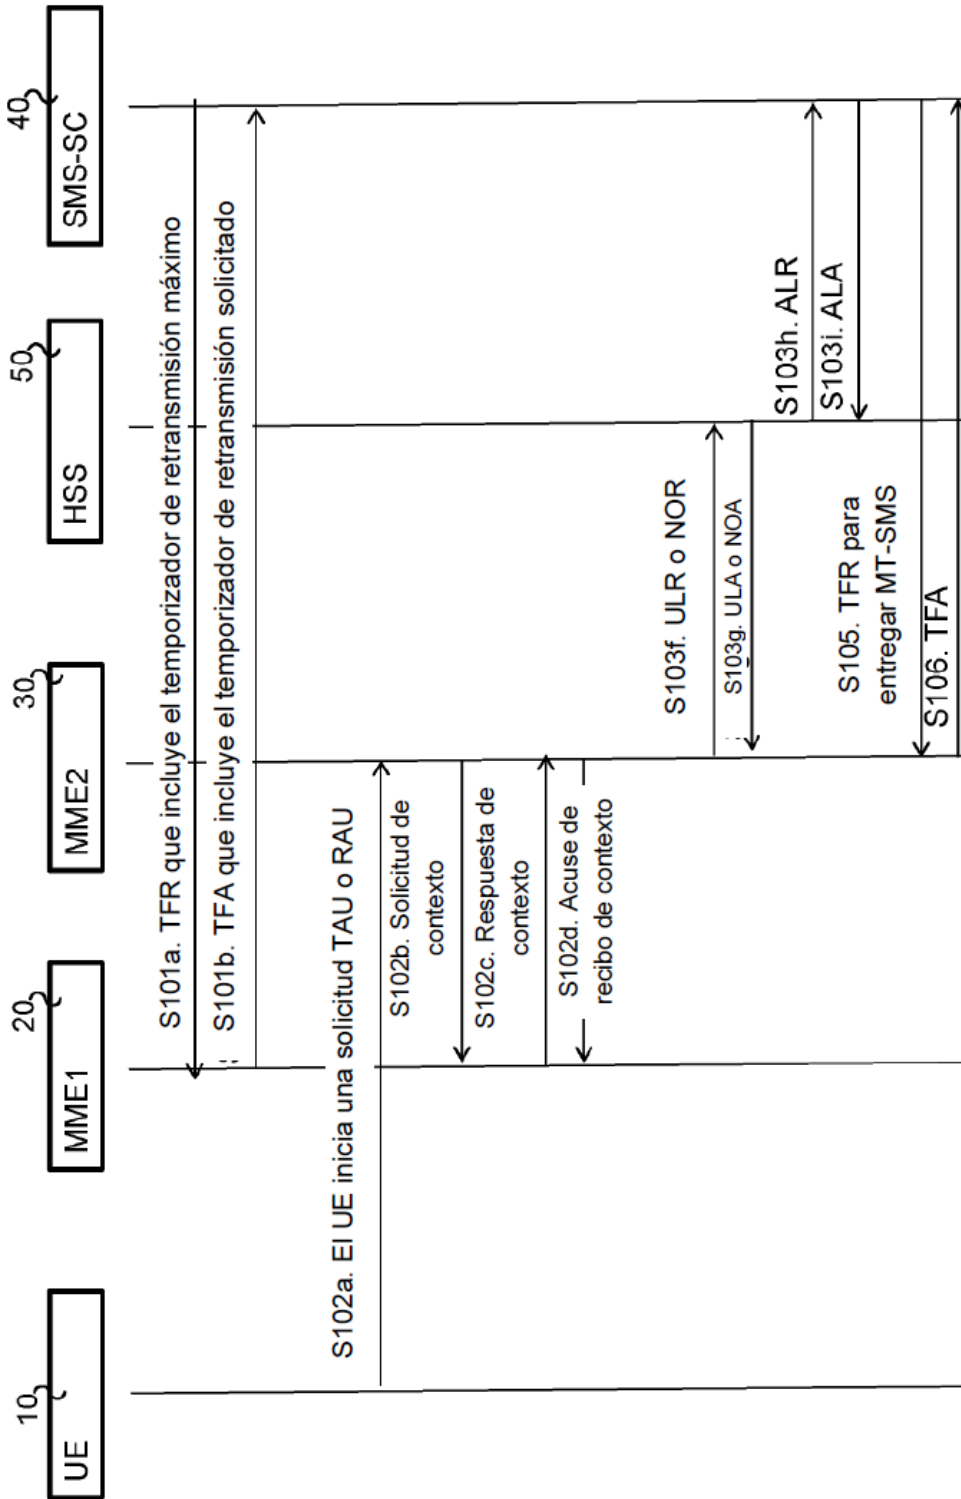 10
20
30
50
40
UE
MME1
MME2
HSS
SMS-SC
S101a. TFR que incluye el temporizador de retransmisión máximo
S101b. TFA que incluye el temporizador de retransmisión solicitado
S102a. El UE inicia una solicitud TAU o RAU
S102b. Solicitud de
contexto
S102c. Respuesta de
contexto
S102d. Acuse de
recibo de contexto
S103f. ULR o NOR
S103g. ULA o NOA
S103h. ALR
S103i. ALA
S105. TFR para
entregar MT-SMS
S106. TFA